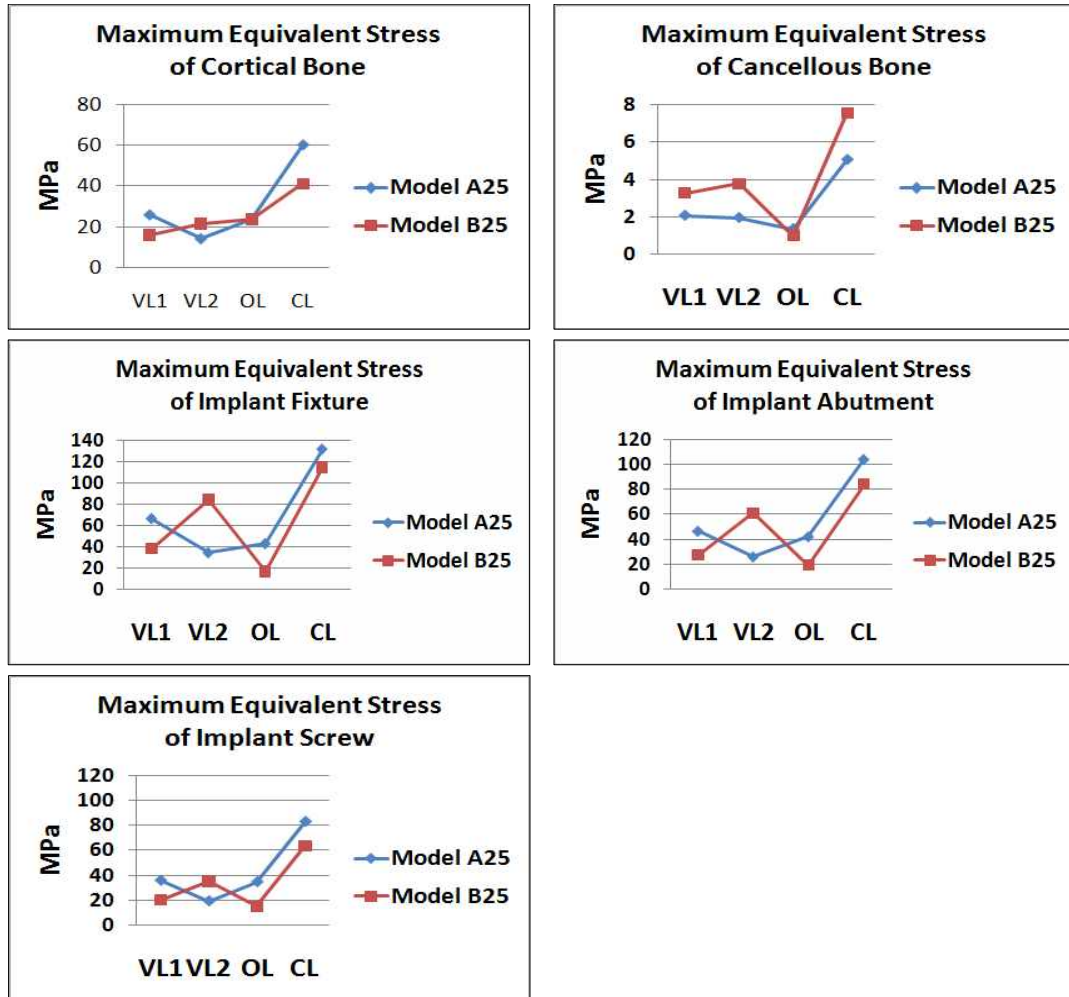 Maximum Equivalent Stress
of Cortical Bone
80
60
40
20
0
MPa
VL1 VL2 OL CL
Model A25
Model B25
Maximum Equivalent Stress
of Cancellous Bone
8
6
4
2
0
MPa
VL1 VL2 OL CL
Model A25
Model B25
Maximum Equivalent Stress
of Implant Fixture
140
120
100
80
60
40
20
0
MPa
VL1 VL2 OL CL
Model A25
Model B25
Maximum Equivalent Stress
of Implant Abutment
120
100
80
60
40
20
0
MPa
VL1 VL2 OL CL
Model A25
Model B25
Maximum Equivalent Stress
of Implant Screw
120
100
80
60
40
20
0
MPa
VL1 VL2 OL CL
Model A25
Model B25